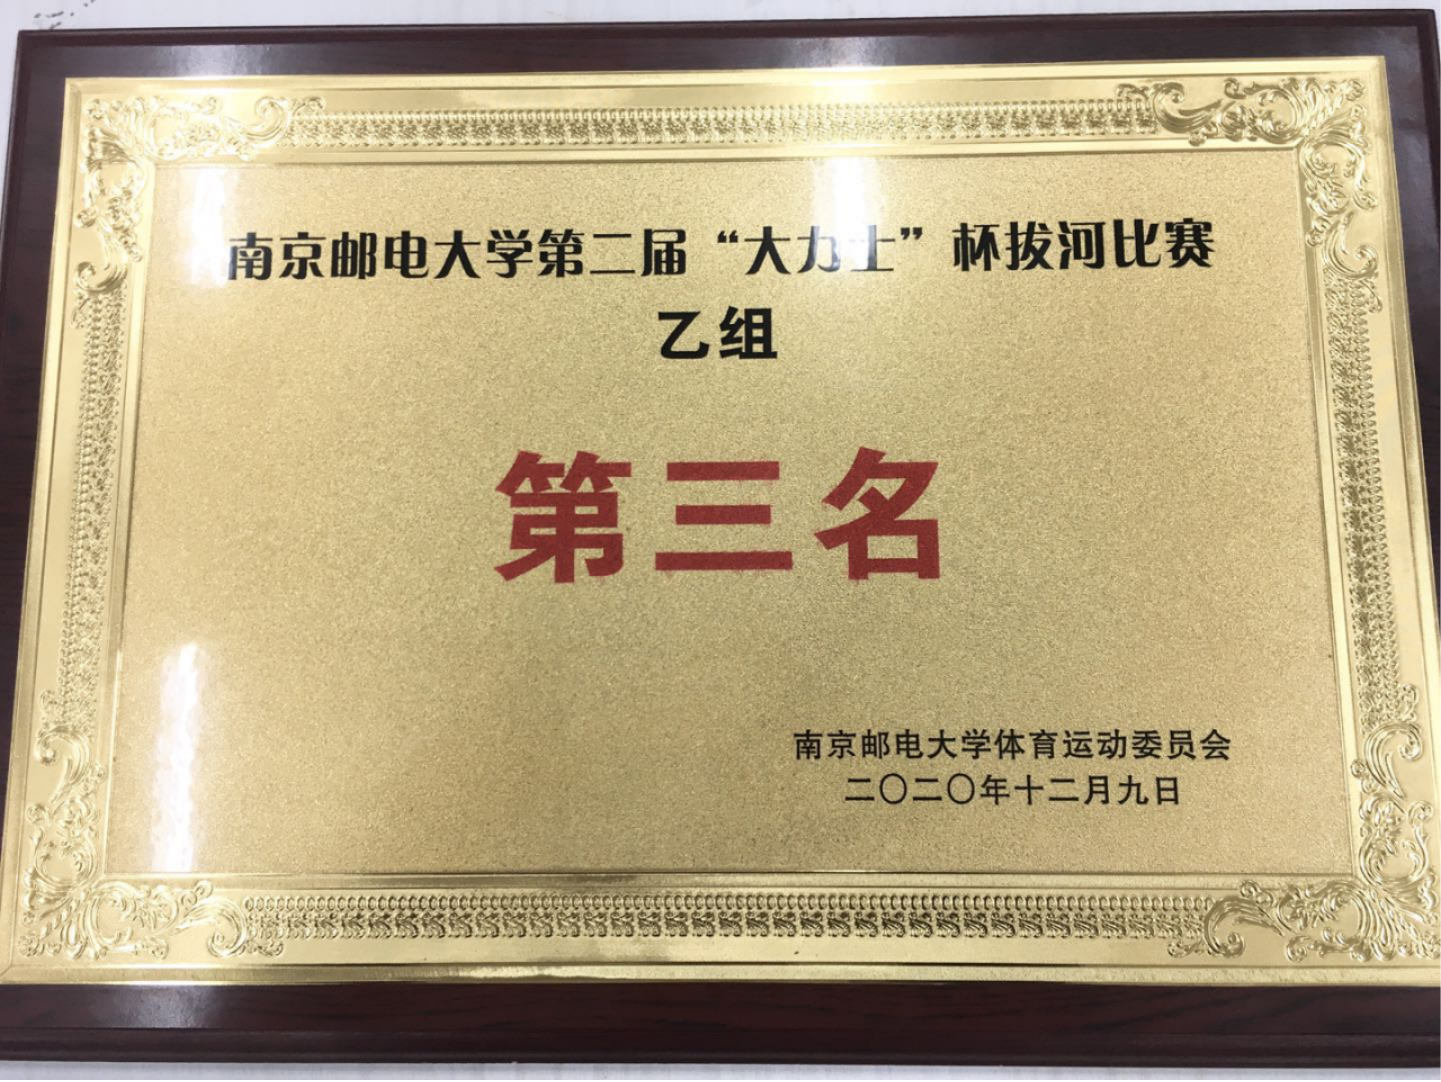 南京邮电大学第二届“大力士”杯拔河比赛
乙组
第三名
南京邮电大学体育运动委员会
二〇二〇年十二月九日